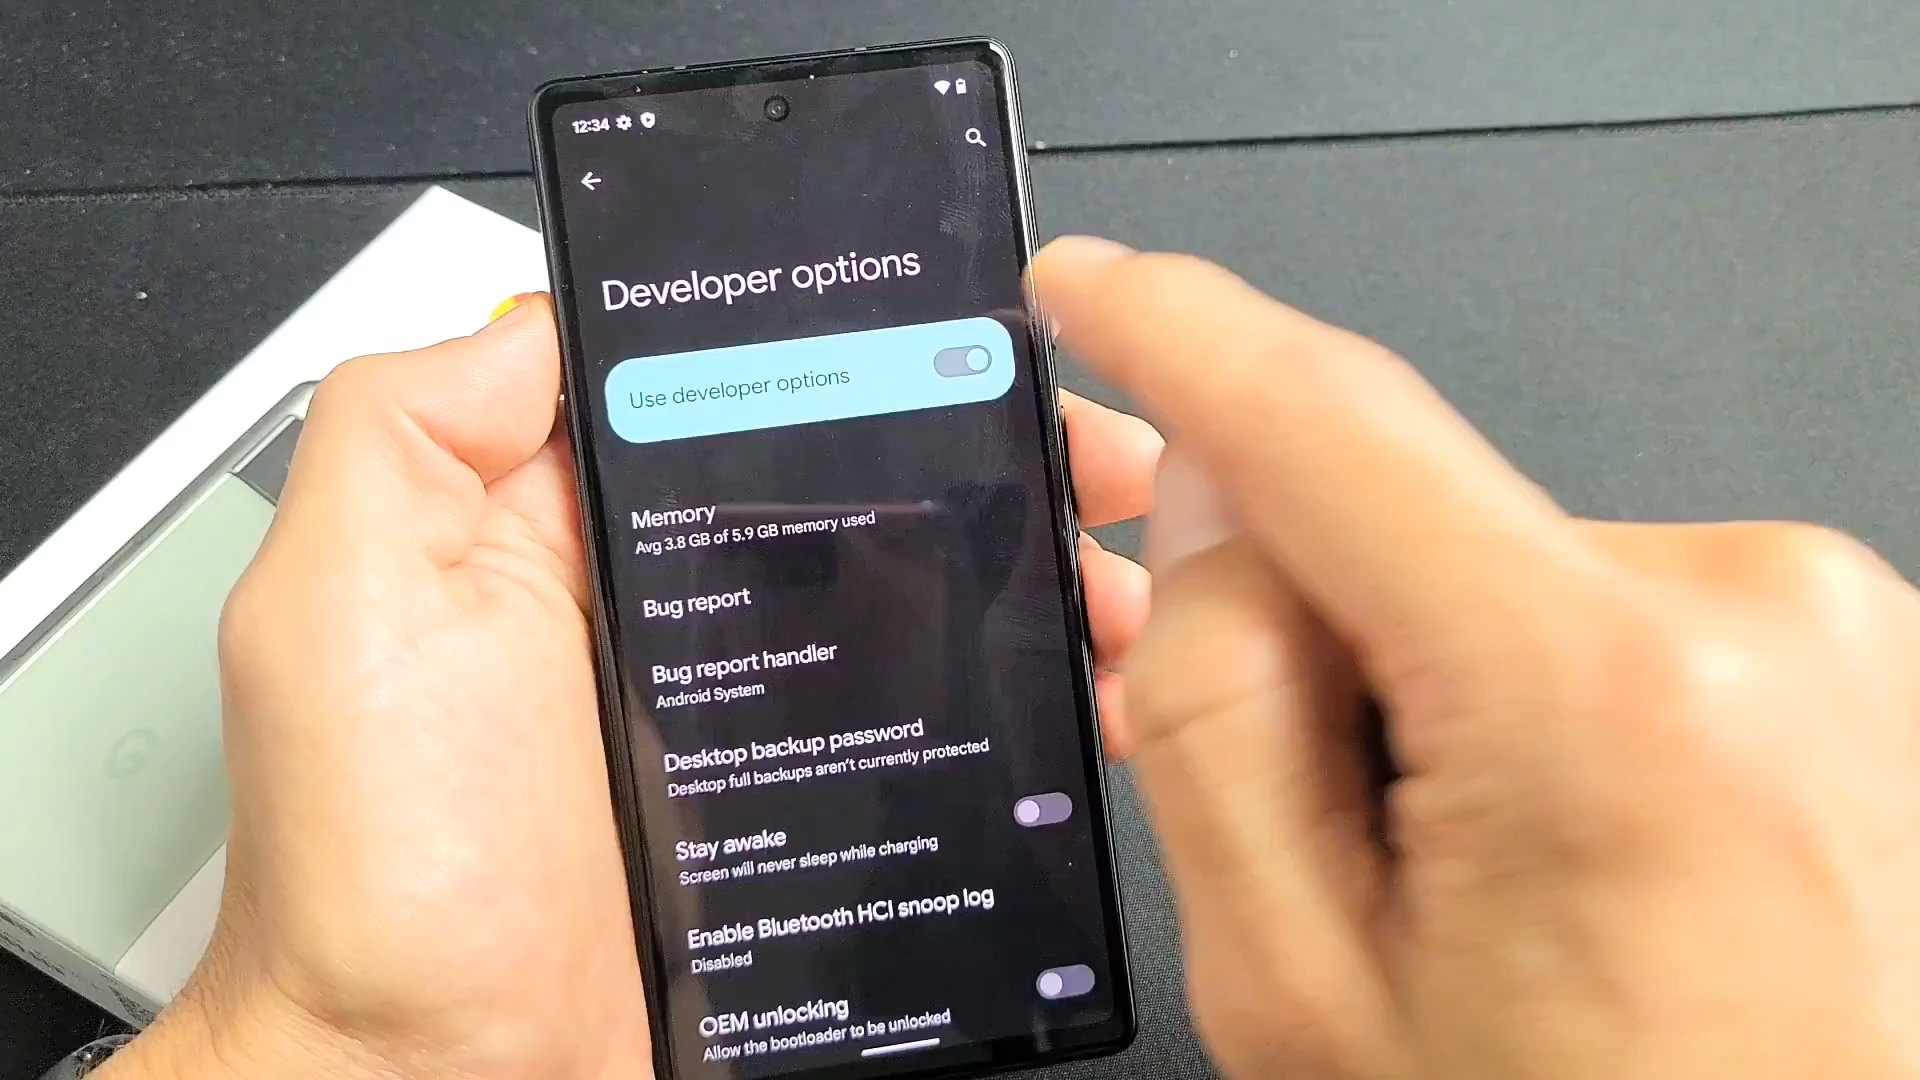 12:34
Developer options
Use developer options
Memory
Avg 3.8 GB of 5.9 GB memory used
Bug report
Bug report handler
Android System
Desktop backup password
Desktop full backups aren't currently protected
Stay awake
Screen will never sleep while charging
Enable Bluetooth HCI snoop log
Disabled
OEM unlocking
Allow the bootloader to be unlocked
G